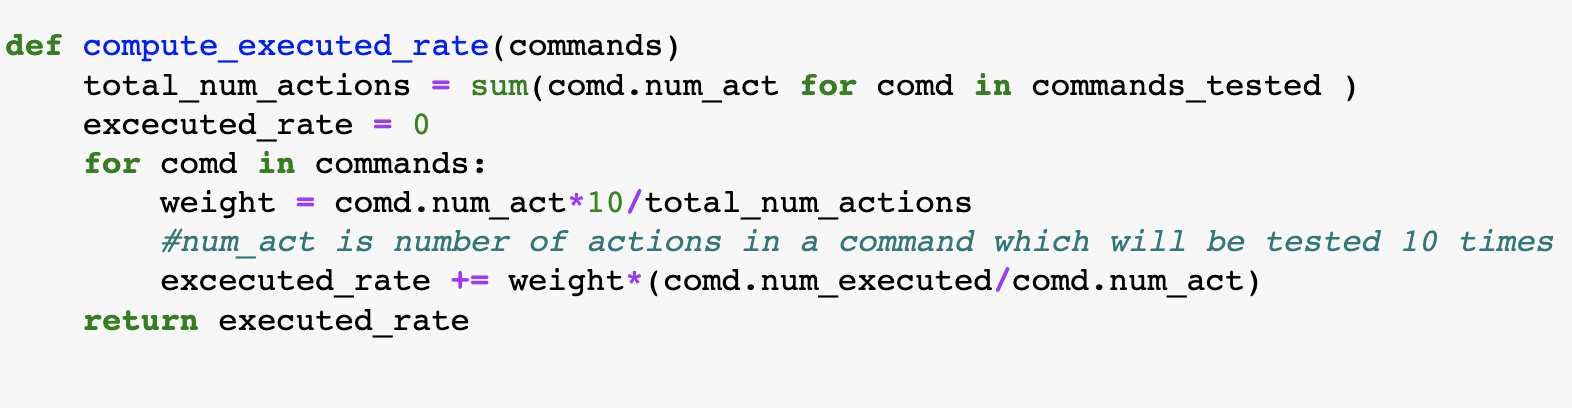 def compute_executed_rate(commands)
    total_num_actions = sum(comd.num_act for comd in commands_tested )
    excecuted_rate = 0
    for comd in commands:
        weight = comd.num_act*10/total_num_actions
        #num_act is number of actions in a command which will be tested 10 times
        excecuted_rate += weight*(comd.num_executed/comd.num_act)
    return executed_rate